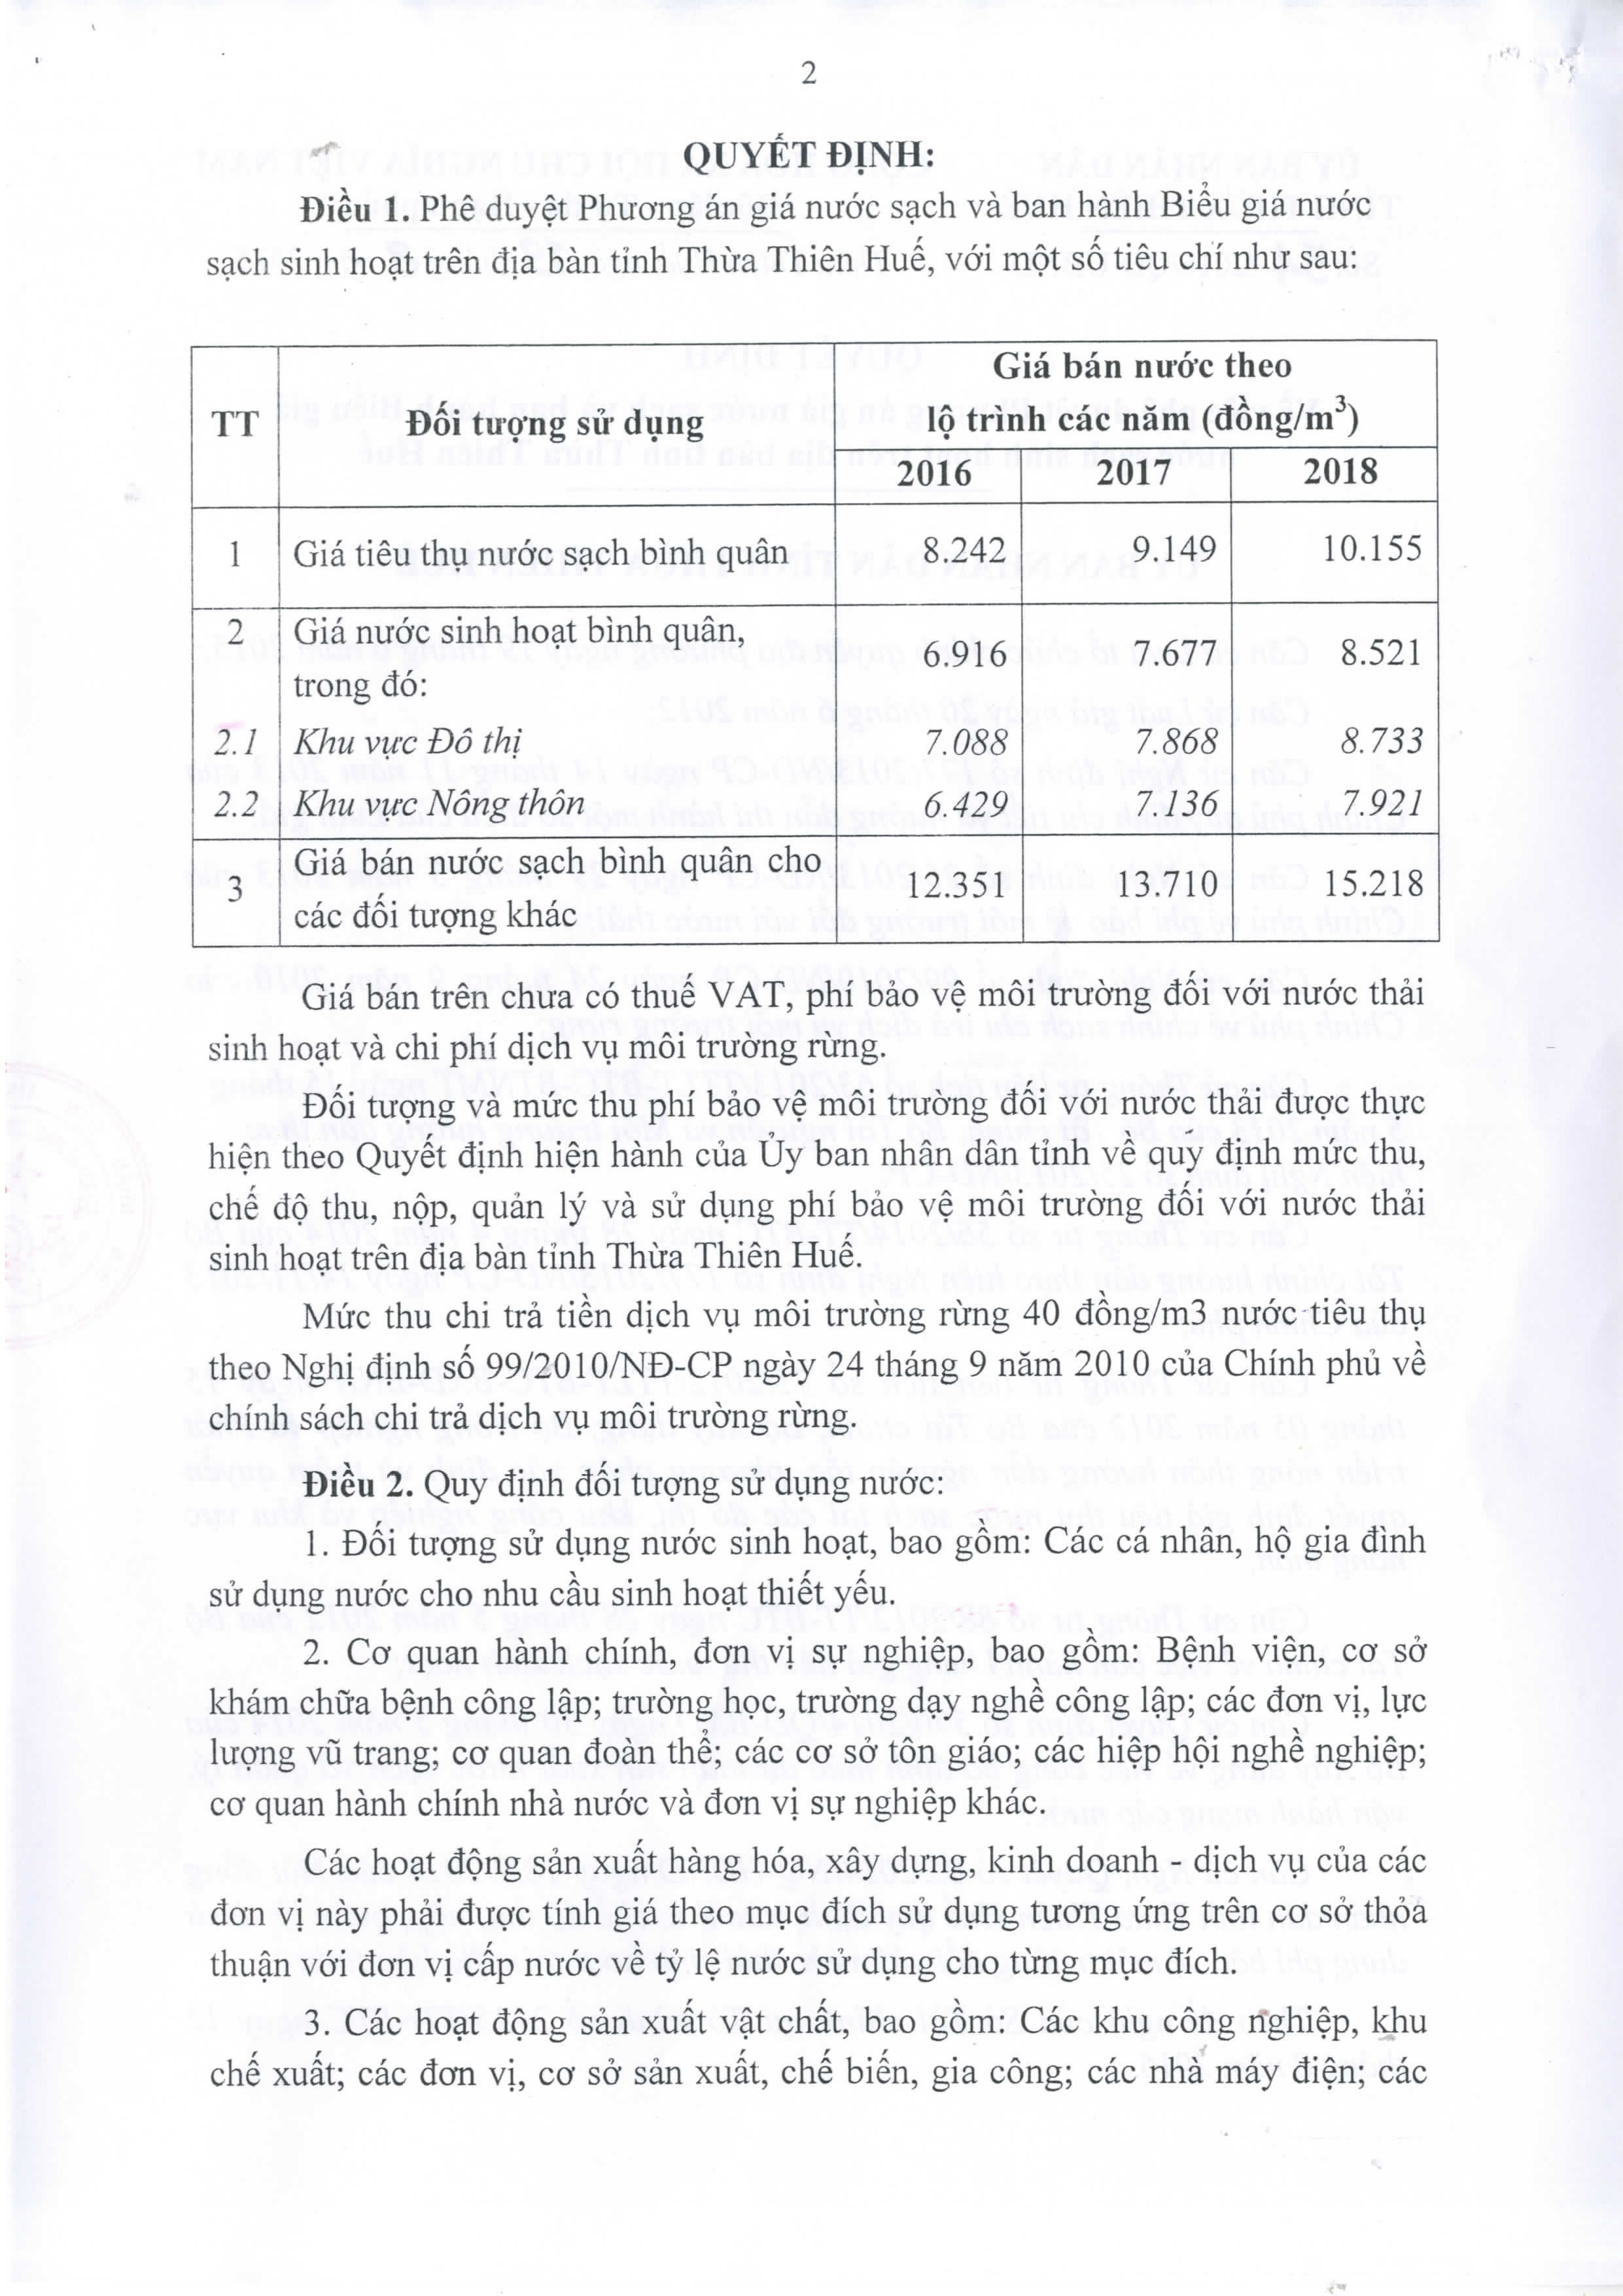 2
QUYẾT ĐỊNH:
Điều 1. Phê duyệt Phương án giá nước sạch và ban hành Biểu giá nước
sạch sinh hoạt trên địa bàn tỉnh Thừa Thiên Huế, với một số tiêu chí như sau:
TT
Đối tượng sử dụng
Giá bán nước theo
lộ trình các năm (đồng/m³)
2016 2017 2018
1 Giá tiêu thụ nước sạch bình quân 8.242 9.149 10.155
2 Giá nước sinh hoạt bình quân,
trong đó: 6.916 7.677 8.521
2.1 Khu vực Đô thị 7.088 7.868 8.733
2.2 Khu vực Nông thôn 6.429 7.136 7.921
3 Giá bán nước sạch bình quân cho
các đối tượng khác 12.351 13.710 15.218
Giá bán trên chưa có thuế VAT, phí bảo vệ môi trường đối với nước thải
sinh hoạt và chi phí dịch vụ môi trường rừng.
Đối tượng và mức thu phí bảo vệ môi trường đối với nước thải được thực
hiện theo Quyết định hiện hành của Ủy ban nhân dân tỉnh về quy định mức thu,
chế độ thu, nộp, quản lý và sử dụng phí bảo vệ môi trường đối với nước thải
sinh hoạt trên địa bàn tỉnh Thừa Thiên Huế.
Mức thu chi trả tiền dịch vụ môi trường rừng 40 đồng/m3 nước tiêu thụ
theo Nghị định số 99/2010/NĐ-CP ngày 24 tháng 9 năm 2010 của Chính phủ về
chính sách chi trả dịch vụ môi trường rừng.
Điều 2. Quy định đối tượng sử dụng nước:
1. Đối tượng sử dụng nước sinh hoạt, bao gồm: Các cá nhân, hộ gia đình
sử dụng nước cho nhu cầu sinh hoạt thiết yếu.
2. Cơ quan hành chính, đơn vị sự nghiệp, bao gồm: Bệnh viện, cơ sở
khám chữa bệnh công lập; trường học, trường dạy nghề công lập; các đơn vị, lực
lượng vũ trang; cơ quan đoàn thể; các cơ sở tôn giáo; các hiệp hội nghề nghiệp;
cơ quan hành chính nhà nước và đơn vị sự nghiệp khác.
Các hoạt động sản xuất hàng hóa, xây dựng, kinh doanh - dịch vụ của các
đơn vị này phải được tính giá theo mục đích sử dụng tương ứng trên cơ sở thỏa
thuận với đơn vị cấp nước về tỷ lệ nước sử dụng cho từng mục đích.
3. Các hoạt động sản xuất vật chất, bao gồm: Các khu công nghiệp, khu
chế xuất; các đơn vị, cơ sở sản xuất, chế biến, gia công; các nhà máy điện; các